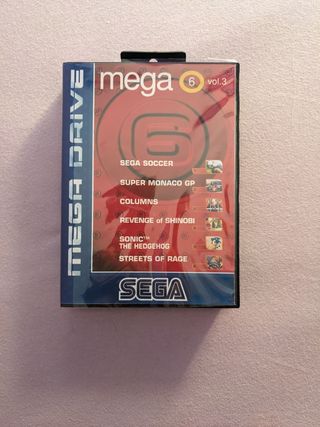 mega 6 vol.3
MEGA DRIVE
6
SEGA SOCCER
SUPER MONACO GP
COLUMNS
REVENGE OF SHINOBI
SONIC™
THE HEDGEHOG
STREETS OF RAGE
SEGA